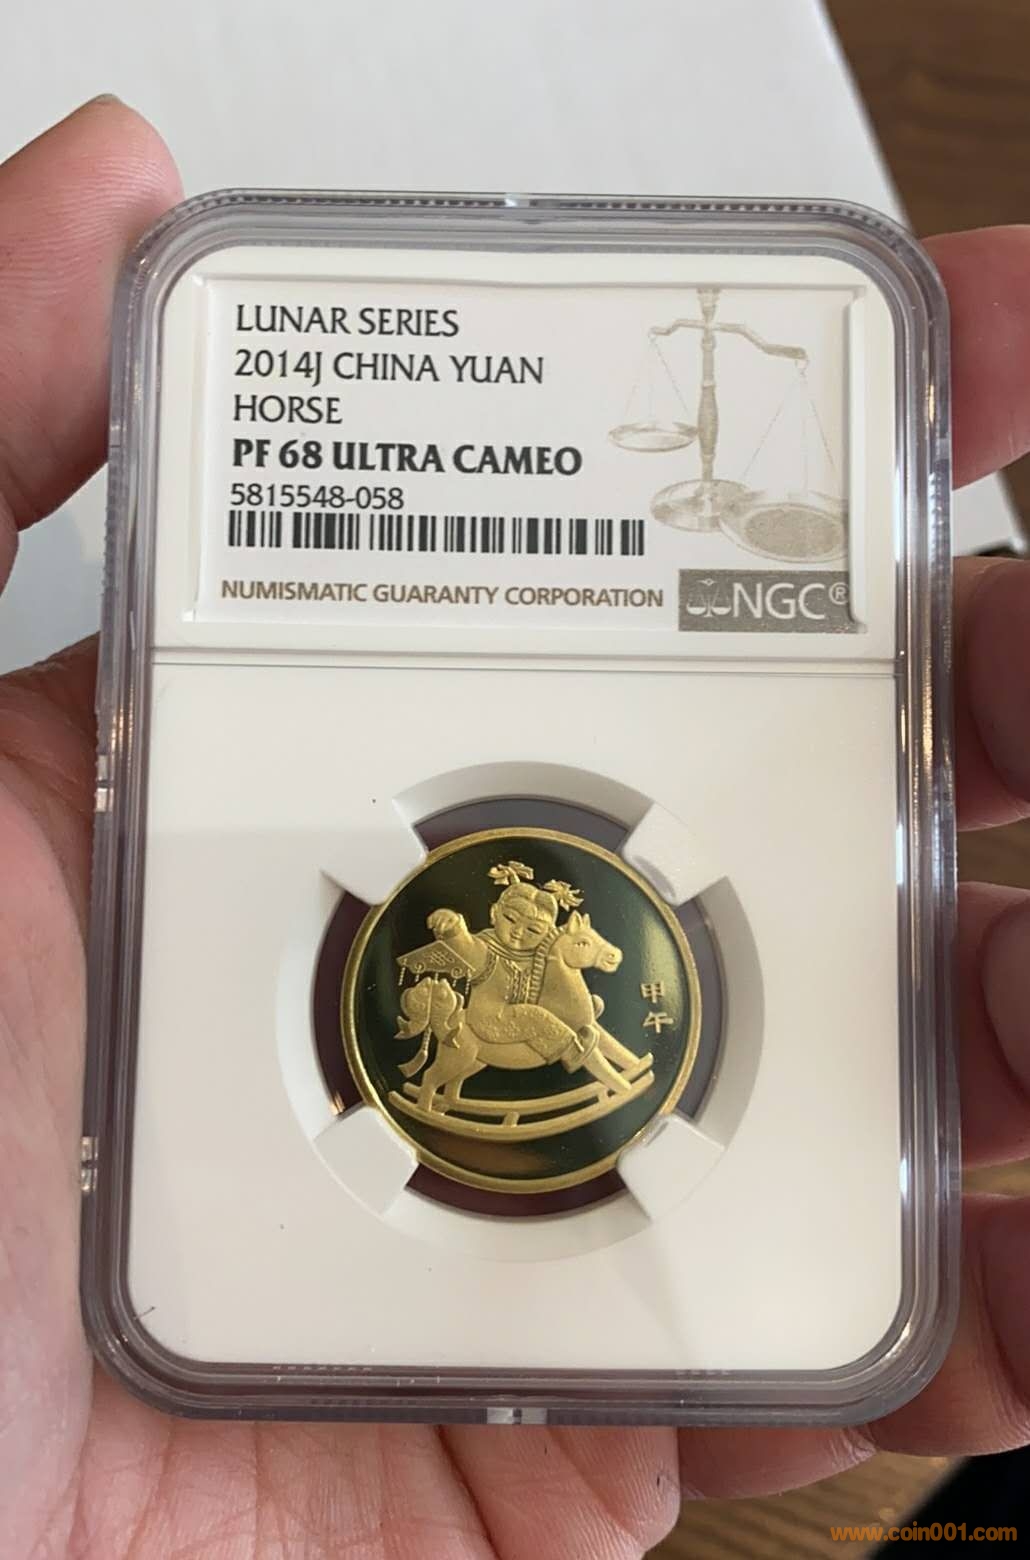 LUNAR SERIES
2014J CHINA YUAN
HORSE
PF 68 ULTRA CAMEO
5815548-058
NUMISMATIC GUARANTY CORPORATION
NGC®
甲
午
www.coin001.com